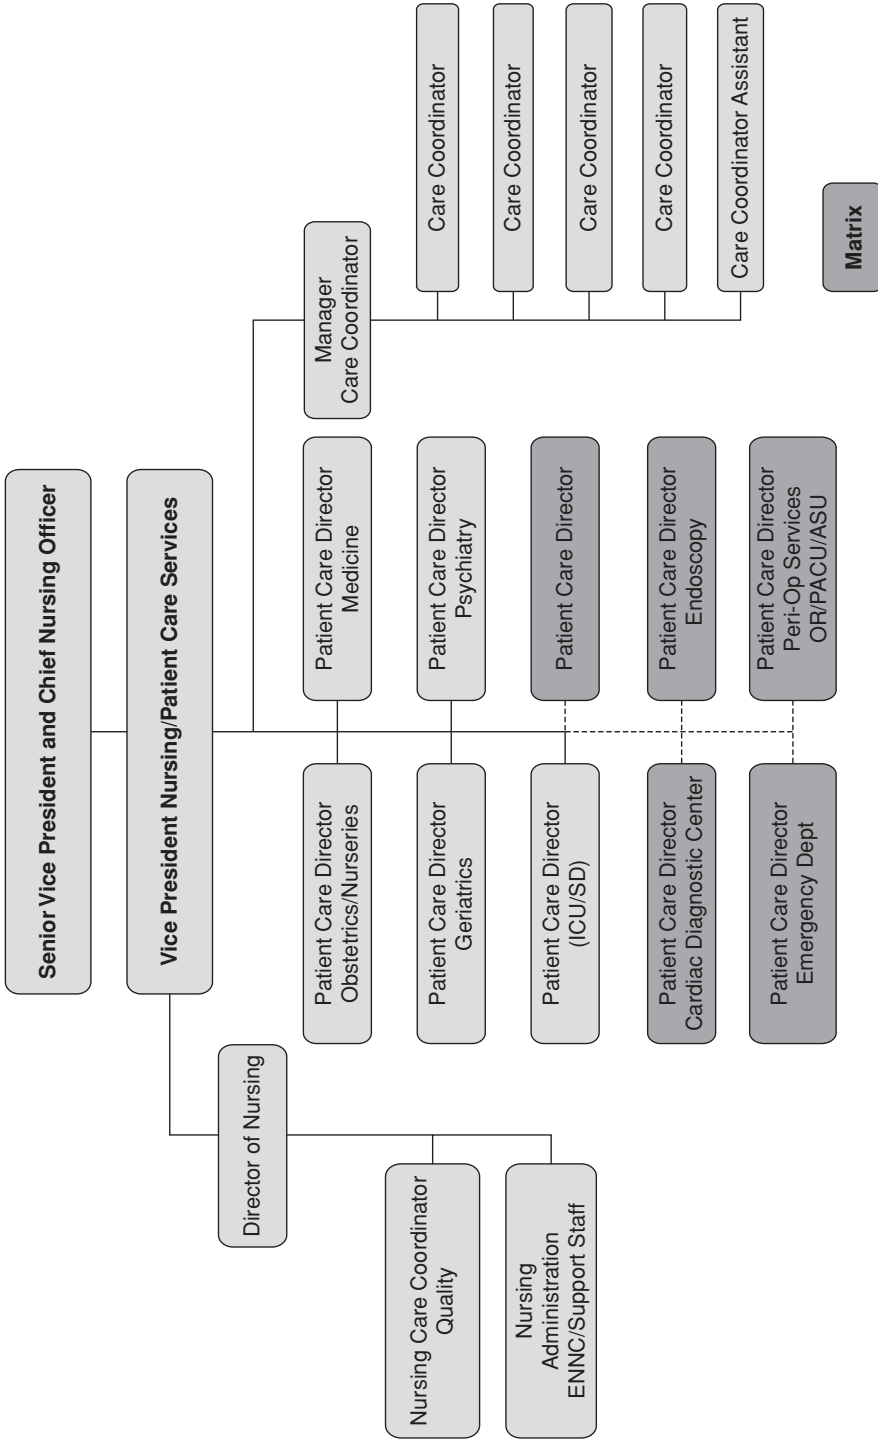 Senior Vice President and Chief Nursing Officer
Vice President Nursing/Patient Care Services
Director of Nursing
Nursing Care Coordinator
Quality
Nursing
Administration
ENNC/Support Staff
Patient Care Director
Obstetrics/Nurseries
Patient Care Director
Medicine
Patient Care Director
Geriatrics
Patient Care Director
Psychiatry
Patient Care Director
(ICU/SD)
Patient Care Director
Patient Care Director
Cardiac Diagnostic Center
Patient Care Director
Endoscopy
Patient Care Director
Emergency Dept
Patient Care Director
Peri-Op Services
OR/PACU/ASU
Manager
Care Coordinator
Care Coordinator
Care Coordinator
Care Coordinator
Care Coordinator
Care Coordinator Assistant
Matrix